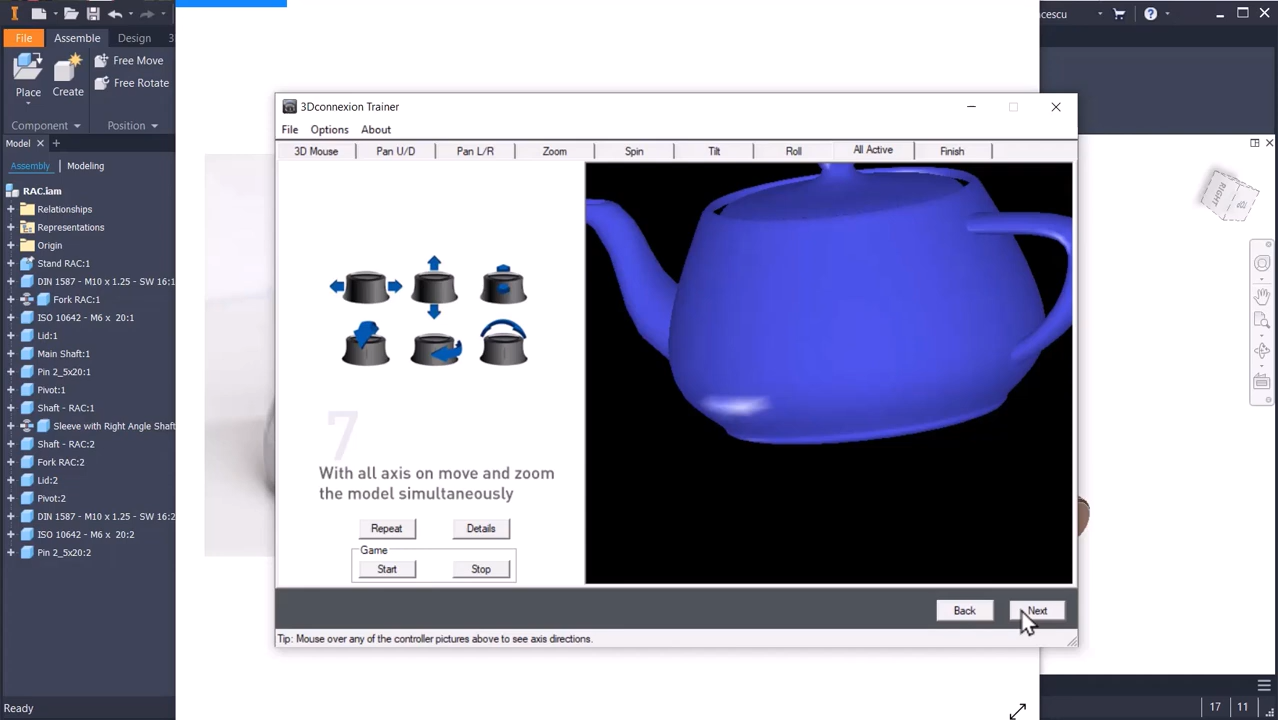 cescu
File
Assemble
Design
3
Free Move
Free Rotate
Place
Create
Component
Position
Model
Assembly
Modeling
RAC.iam
Relationships
Representations
Origin
Stand RAC:1
DIN 1587 - M10 x 1.25 - SW 16:1
Fork RAC:1
ISO 10642 - M6 x 20:1
Lid:1
Main Shaft:1
Pin 2_5x20:1
Pivot:1
Shaft - RAC:1
Sleeve with Right Angle Shaft
Shaft - RAC:2
Fork RAC:2
Lid:2
Pivot:2
DIN 1587 - M10 x 1.25 - SW 16:2
ISO 10642 - M6 x 20:2
Pin 2_5x20:2
Ready
3Dconnexion Trainer
File Options About
3D Mouse Pan U/D Pan L/R Zoom Spin Tilt Roll All Active Finish
7
With all axis on move and zoom
the model simultaneously
Repeat Details
Game
Start Stop
Back Next
Tip: Mouse over any of the controller pictures above to see axis directions.
RIGHT
17 11